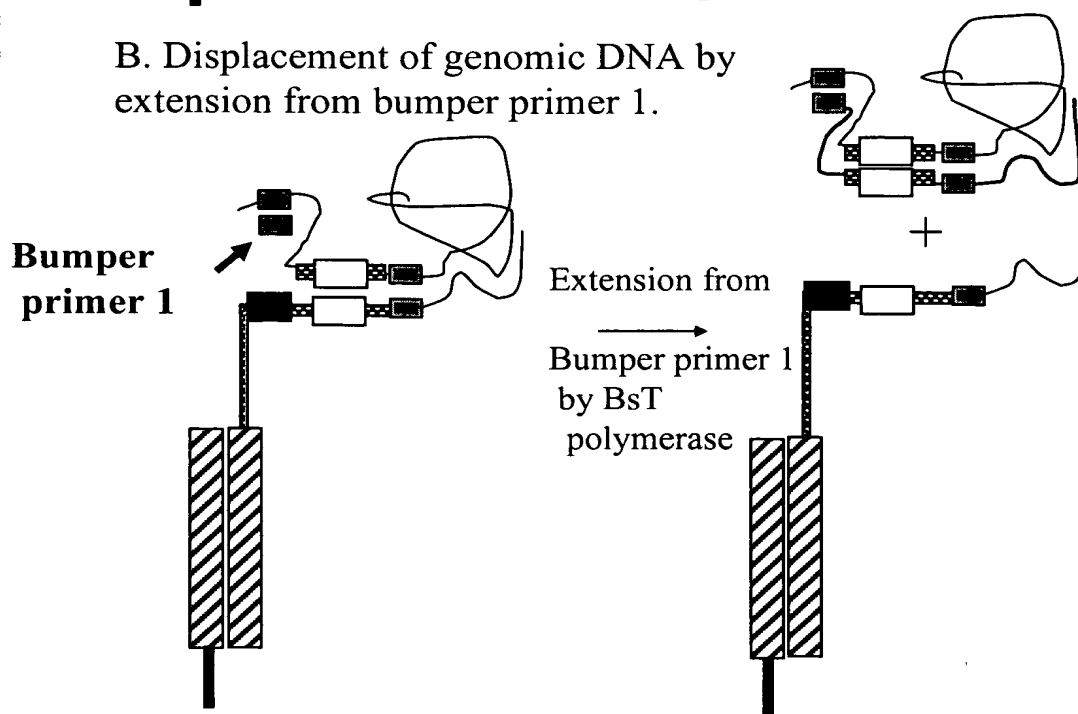 B. Displacement of genomic DNA by
extension from bumper primer 1.
Bumper
primer 1
Extension from
Bumper primer 1
by BsT
polymerase
+